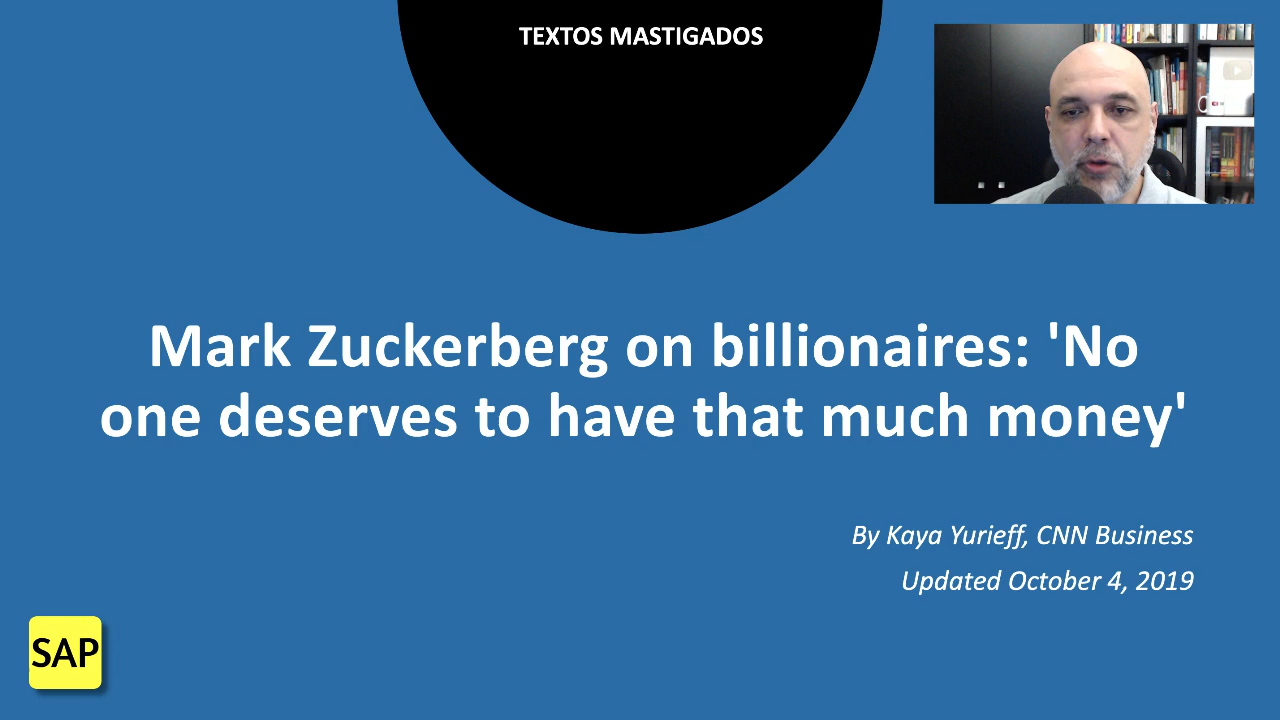 TEXTOS MASTIGADOS
Mark Zuckerberg on billionaires: 'No
one deserves to have that much money'
By Kaya Yurieff, CNN Business
Updated October 4, 2019
SAP